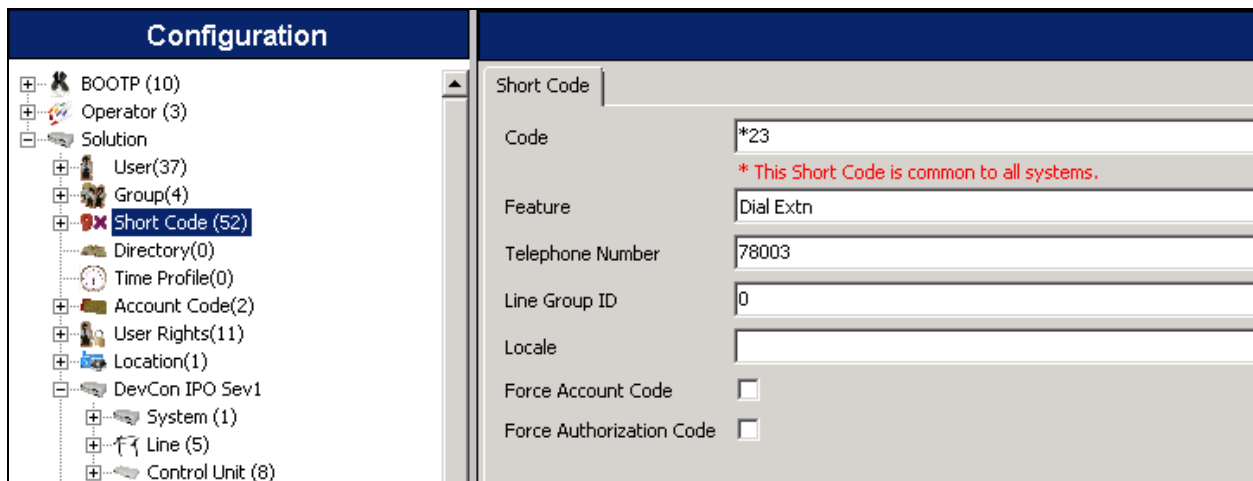 Configuration
BOOTP (10)
Operator (3)
Solution
User(37)
Group(4)
Short Code (52)
Directory(0)
Time Profile(0)
Account Code(2)
User Rights(11)
Location(1)
DevCon IPO Sev1
System (1)
Line (5)
Control Unit (8)
Short Code
Code *23
* This Short Code is common to all systems.
Feature Dial Extn
Telephone Number 78003
Line Group ID 0
Locale
Force Account Code
Force Authorization Code